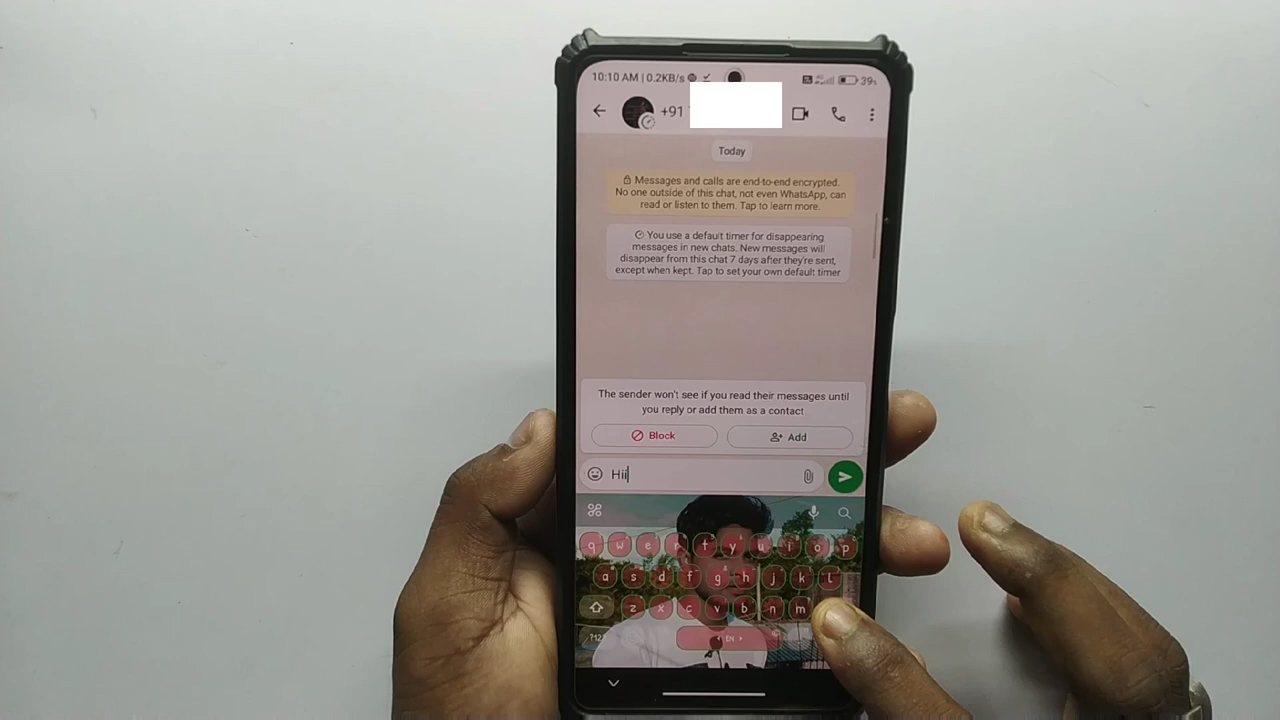 10:10 AM | 0.2KB/s
39%
+91
Today
Messages and calls are end-to-end encrypted.
No one outside of this chat, not even WhatsApp, can
read or listen to them. Tap to learn more.
You use a default timer for disappearing
messages in new chats. New messages will
disappear from this chat 7 days after they're sent,
except when kept. Tap to set your own default timer
The sender won't see if you read their messages until
you reply or add them as a contact
Block
Add
Hii
q w e r t y u i o p
a s d f g h j k l
z x c v b n m
?123
EN